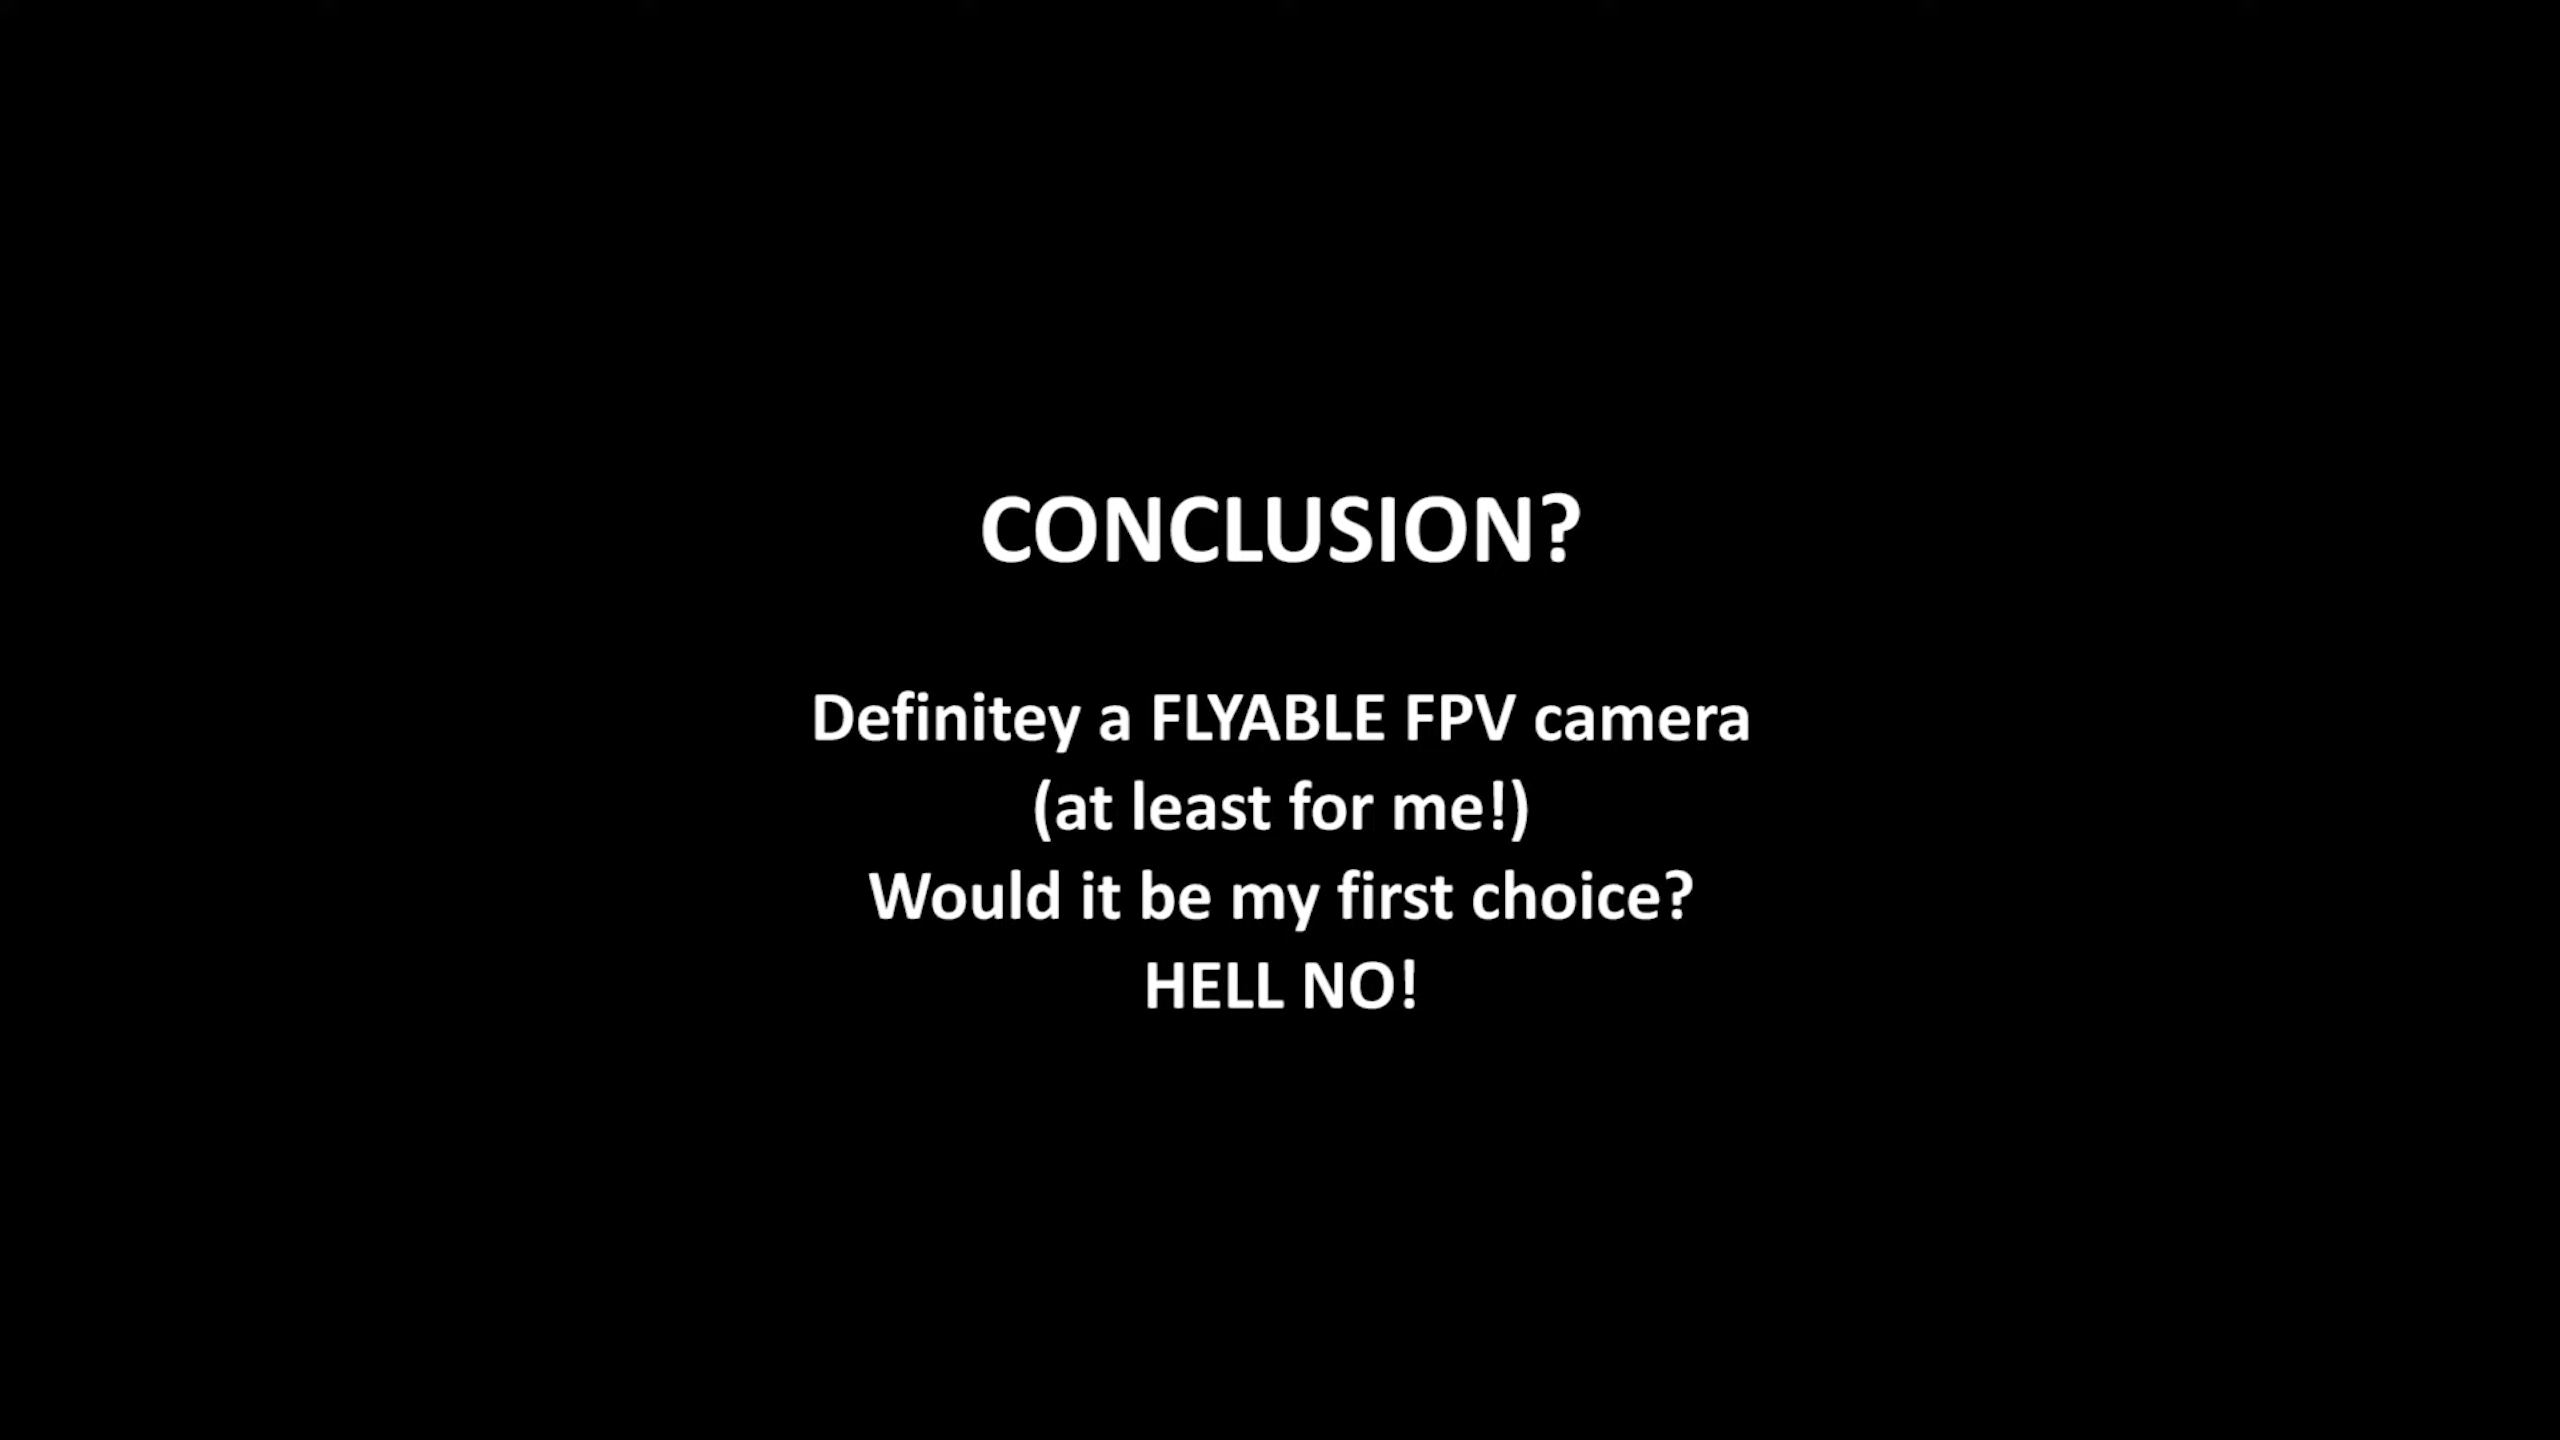 CONCLUSION?
Definitey a FLYABLE FPV camera
(at least for me!)
Would it be my first choice?
HELL NO!